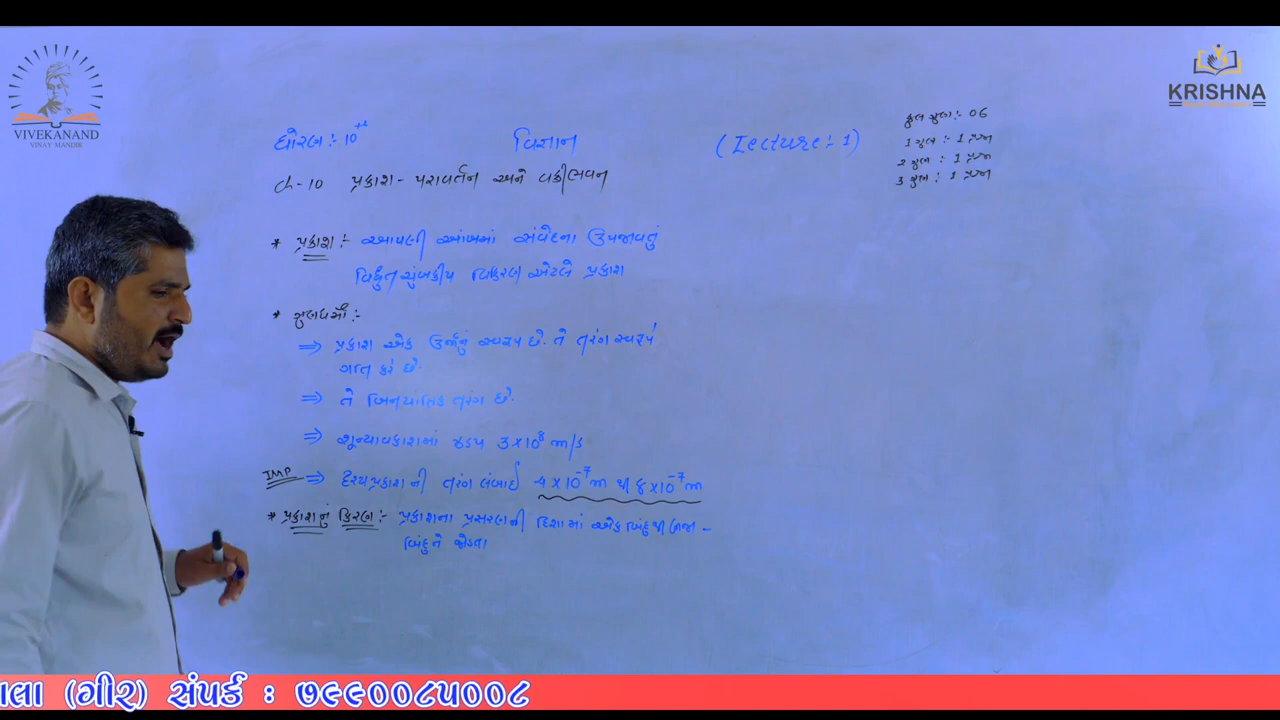 VIVEKANAND
VINAY MANDIR
KRISHNA
ધોરણ :- 10th વિજ્ઞાન (Lecture :- 1)
કુલ ગુણ :- 06
1 ગુણ :- 1 પ્રશ્ન
2 ગુણ : 1 પ્રશ્ન
3 ગુણ : 1 પ્રશ્ન
ch-10 પ્રકાશ - પરાવર્તન અને વક્રીભવન
* પ્રકાશ :- આપણી આંખમાં સંવેદના ઉપજાવતું
વિદ્યુતચુંબકીય વિકિરણ એટલે પ્રકાશ
* ગુણધર્મો :-
⇒ પ્રકાશ એક ઉર્જાનું સ્વરૂપ છે. તે તરંગ સ્વરૂપે
ગતિ કરે છે.
⇒ તે બિનયાંત્રિક તરંગ છે.
⇒ શૂન્યાવકાશમાં ઝડપ 3×10⁸ m/s
IMP ⇒ દૃશ્યપ્રકાશની તરંગલંબાઈ 4×10⁻⁷m થી 8×10⁻⁷m
* પ્રકાશનું કિરણ :- પ્રકાશના પ્રસરણની દિશામાં એક બિંદુથી બીજા -
બિંદુને જોડતા
લા (ગીર) સંપર્ક : ૭૯૯૦૦૮૫૦૦૮